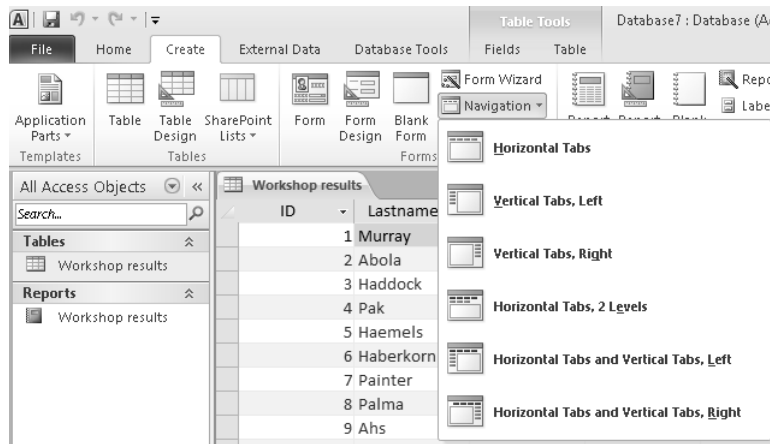 Table Tools
Database7 : Database (A
File Home Create External Data Database Tools Fields Table
Application Parts
Table
Table Design
SharePoint Lists
Form
Form Design
Blank Form
Form Wizard
Navigation
Repo
Labe
Templates Tables Forms
Horizontal Tabs
Vertical Tabs, Left
Vertical Tabs, Right
Horizontal Tabs, 2 Levels
Horizontal Tabs and Vertical Tabs, Left
Horizontal Tabs and Vertical Tabs, Right
All Access Objects
Search...
Tables
Workshop results
Reports
Workshop results
Workshop results
ID Lastname
1 Murray
2 Abola
3 Haddock
4 Pak
5 Haemels
6 Haberkorn
7 Painter
8 Palma
9 Ahs